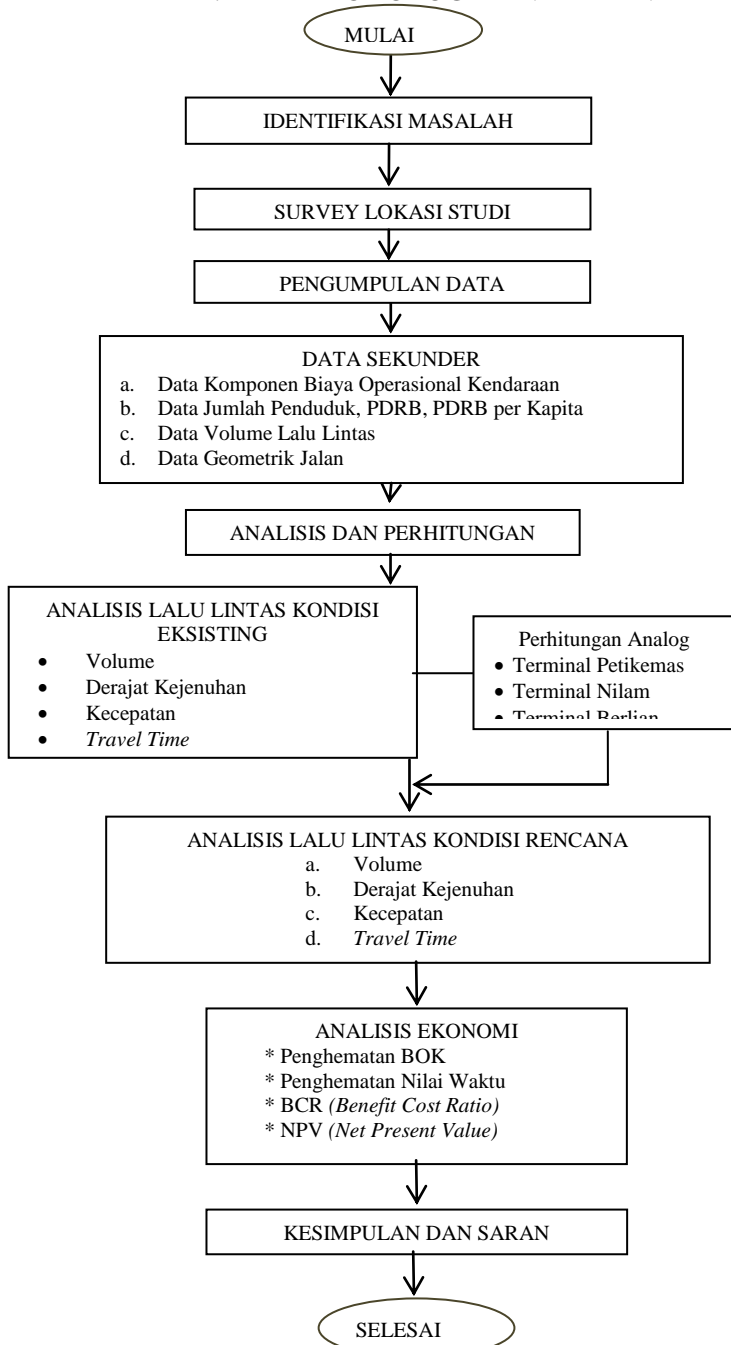 MULAI
IDENTIFIKASI MASALAH
SURVEY LOKASI STUDI
PENGUMPULAN DATA
DATA SEKUNDER
a. Data Komponen Biaya Operasional Kendaraan
b. Data Jumlah Penduduk, PDRB, PDRB per Kapita
c. Data Volume Lalu Lintas
d. Data Geometrik Jalan
ANALISIS DAN PERHITUNGAN
ANALISIS LALU LINTAS KONDISI
EKSISTING
• Volume
• Derajat Kejenuhan
• Kecepatan
• Travel Time
Perhitungan Analog
• Terminal Petikemas
• Terminal Nilam
• Terminal Berlian
ANALISIS LALU LINTAS KONDISI RENCANA
a. Volume
b. Derajat Kejenuhan
c. Kecepatan
d. Travel Time
ANALISIS EKONOMI
* Penghematan BOK
* Penghematan Nilai Waktu
* BCR (Benefit Cost Ratio)
* NPV (Net Present Value)
KESIMPULAN DAN SARAN
SELESAI